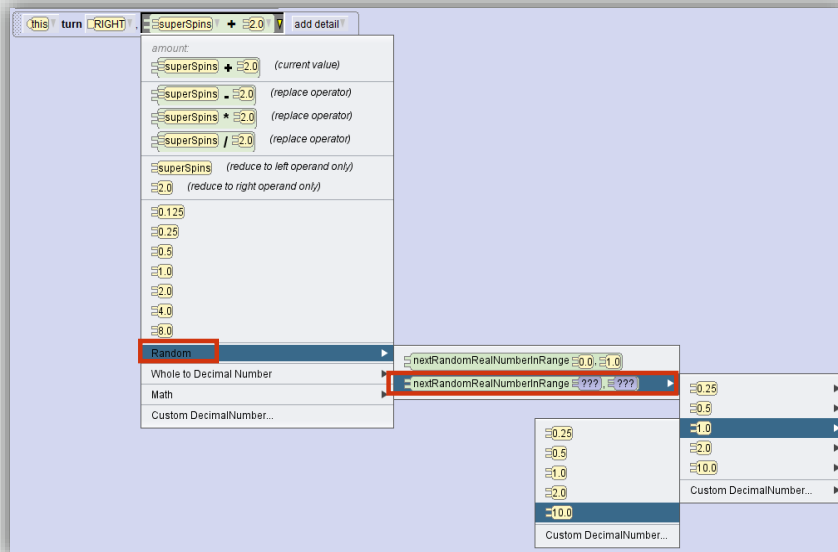 this turn RIGHT , superSpins + 2.0 add detail
amount:
superSpins + 2.0 (current value)
superSpins - 2.0 (replace operator)
superSpins * 2.0 (replace operator)
superSpins / 2.0 (replace operator)
superSpins (reduce to left operand only)
2.0 (reduce to right operand only)
0.125
0.25
0.5
1.0
2.0
4.0
8.0
Random
Whole to Decimal Number
Math
Custom DecimalNumber...
nextRandomRealNumberInRange 0.0, 1.0
nextRandomRealNumberInRange ???, ???
0.25
0.5
1.0
2.0
10.0
Custom DecimalNumber...
0.25
0.5
1.0
2.0
10.0
Custom DecimalNumber...